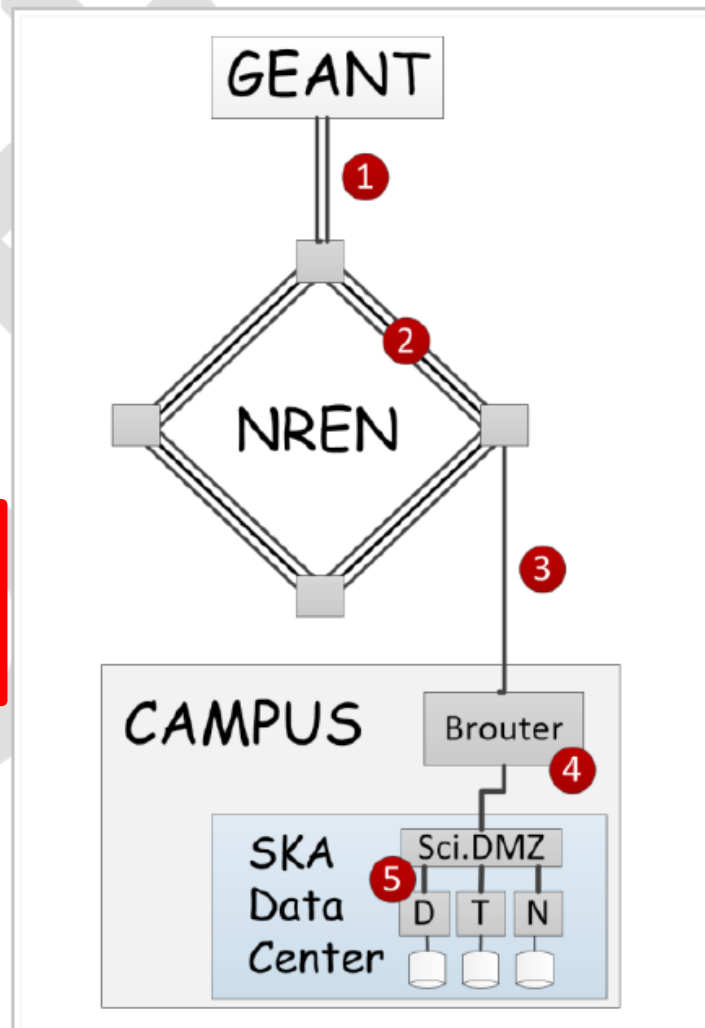 GEANT
1
2
NREN
3
CAMPUS
Brouter
4
SKA
Data
Center
Sci.DMZ
5
D T N